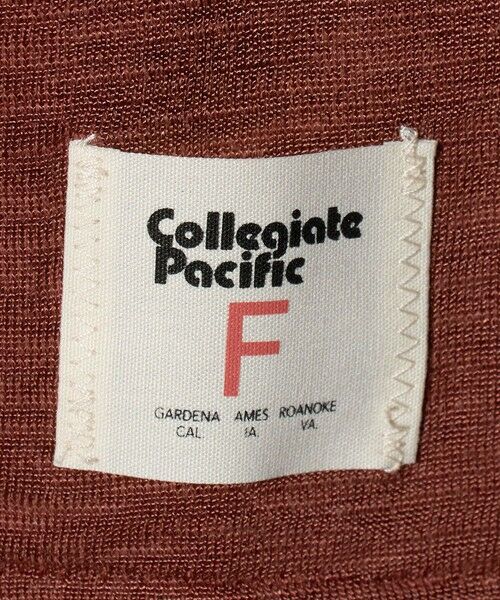 Collegiate
Pacific
F
GARDENA AMES ROANOKE
CAL IA. VA.